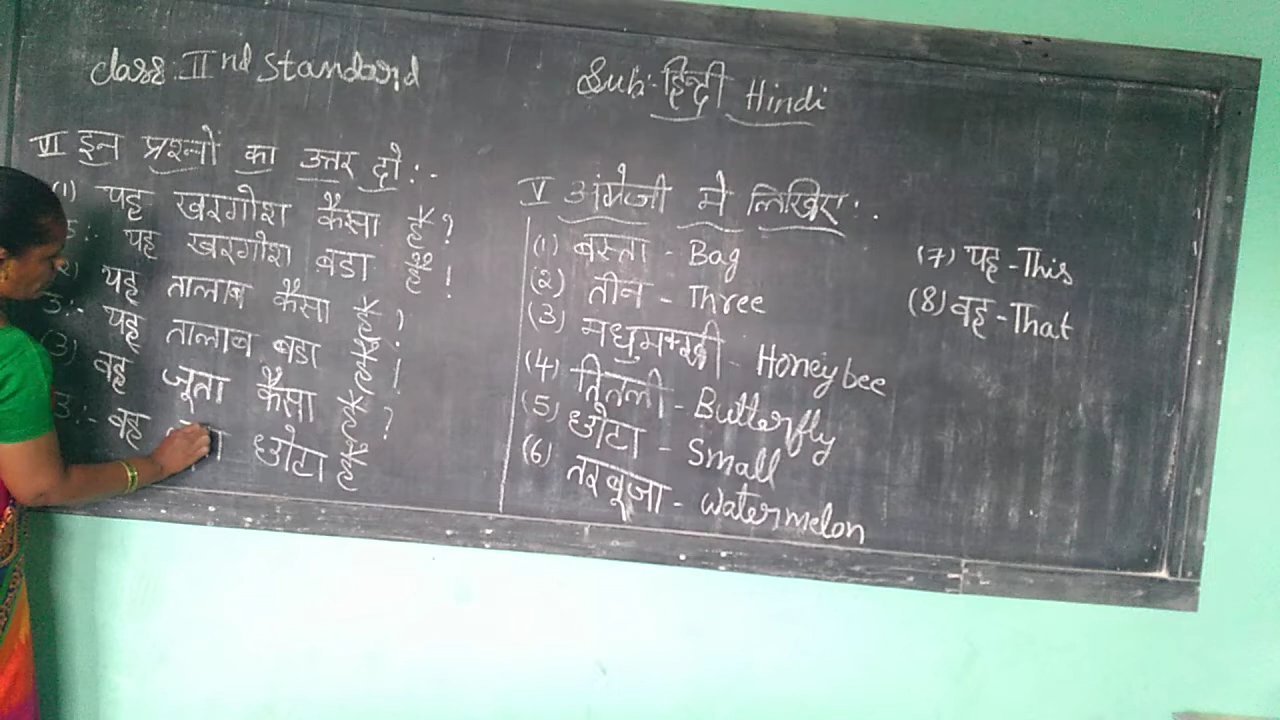 Class: IInd Standard
Sub:- हिन्दी Hindi
VI इन प्रश्नो का उत्तर दो :-
(1) यह खरगोश कैसा है ?
उ:- यह खरगोश बडा है !
(2) यह तालाब कैसा है ?
उ:- यह तालाब बडा है !
(3) वह जूता कैसा है ?
उ:- वह छोटा है
V अंग्रेजी मे लिखिए :-
(1) बस्ता - Bag
(2) तीन - Three
(3) मधुमक्खी - Honeybee
(4) तितली - Butterfly
(5) छोटा - Small
(6) तरबूजा - Watermelon
(7) यह - This
(8) वह - That